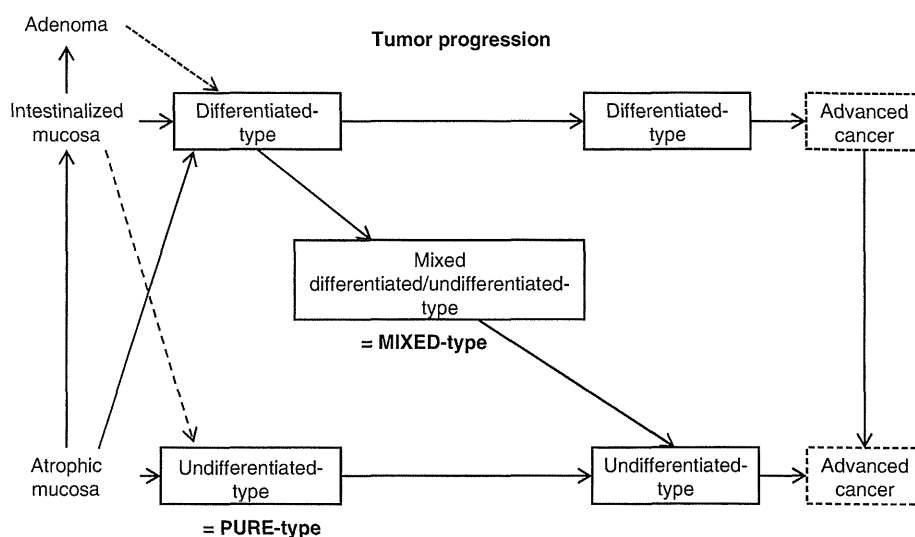 Adenoma
Tumor progression
Intestinalized
mucosa
Differentiated-
type
Differentiated-
type
Advanced
cancer
Mixed
differentiated/undifferentiated-
type
= MIXED-type
Atrophic
mucosa
Undifferentiated-
type
= PURE-type
Undifferentiated-
type
Advanced
cancer